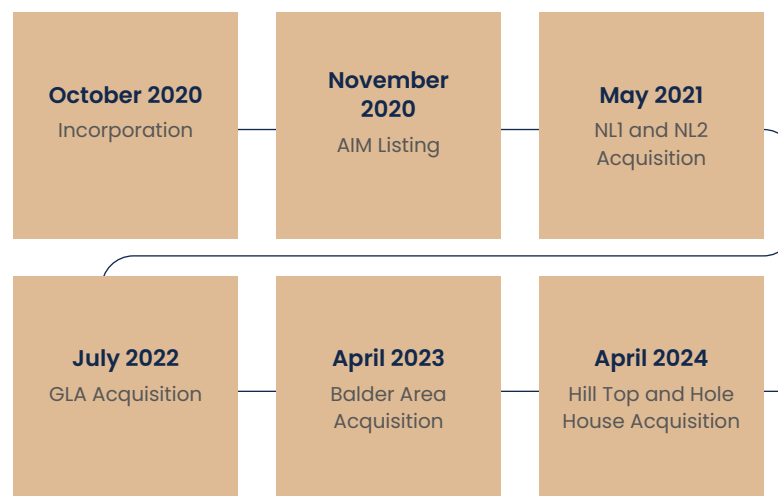 October 2020
Incorporation
November
2020
AIM Listing
May 2021
NL1 and NL2
Acquisition
July 2022
GLA Acquisition
April 2023
Balder Area
Acquisition
April 2024
Hill Top and Hole
House Acquisition